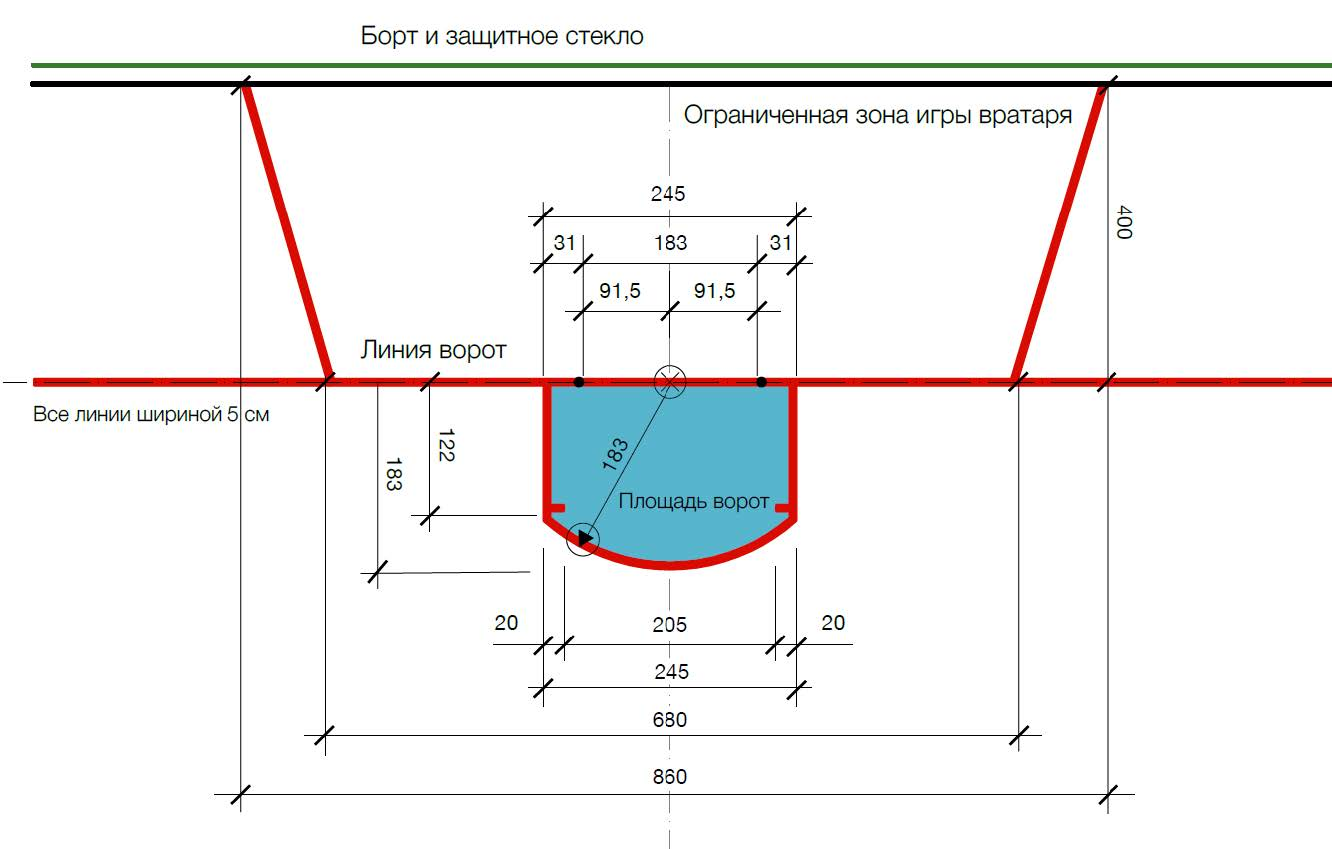 Борт и защитное стекло
Ограниченная зона игры вратаря
245
31 183 31
400
91,5 91,5
Линия ворот
Все линии шириной 5 см
122
183
183
Площадь ворот
20 205 20
245
680
860